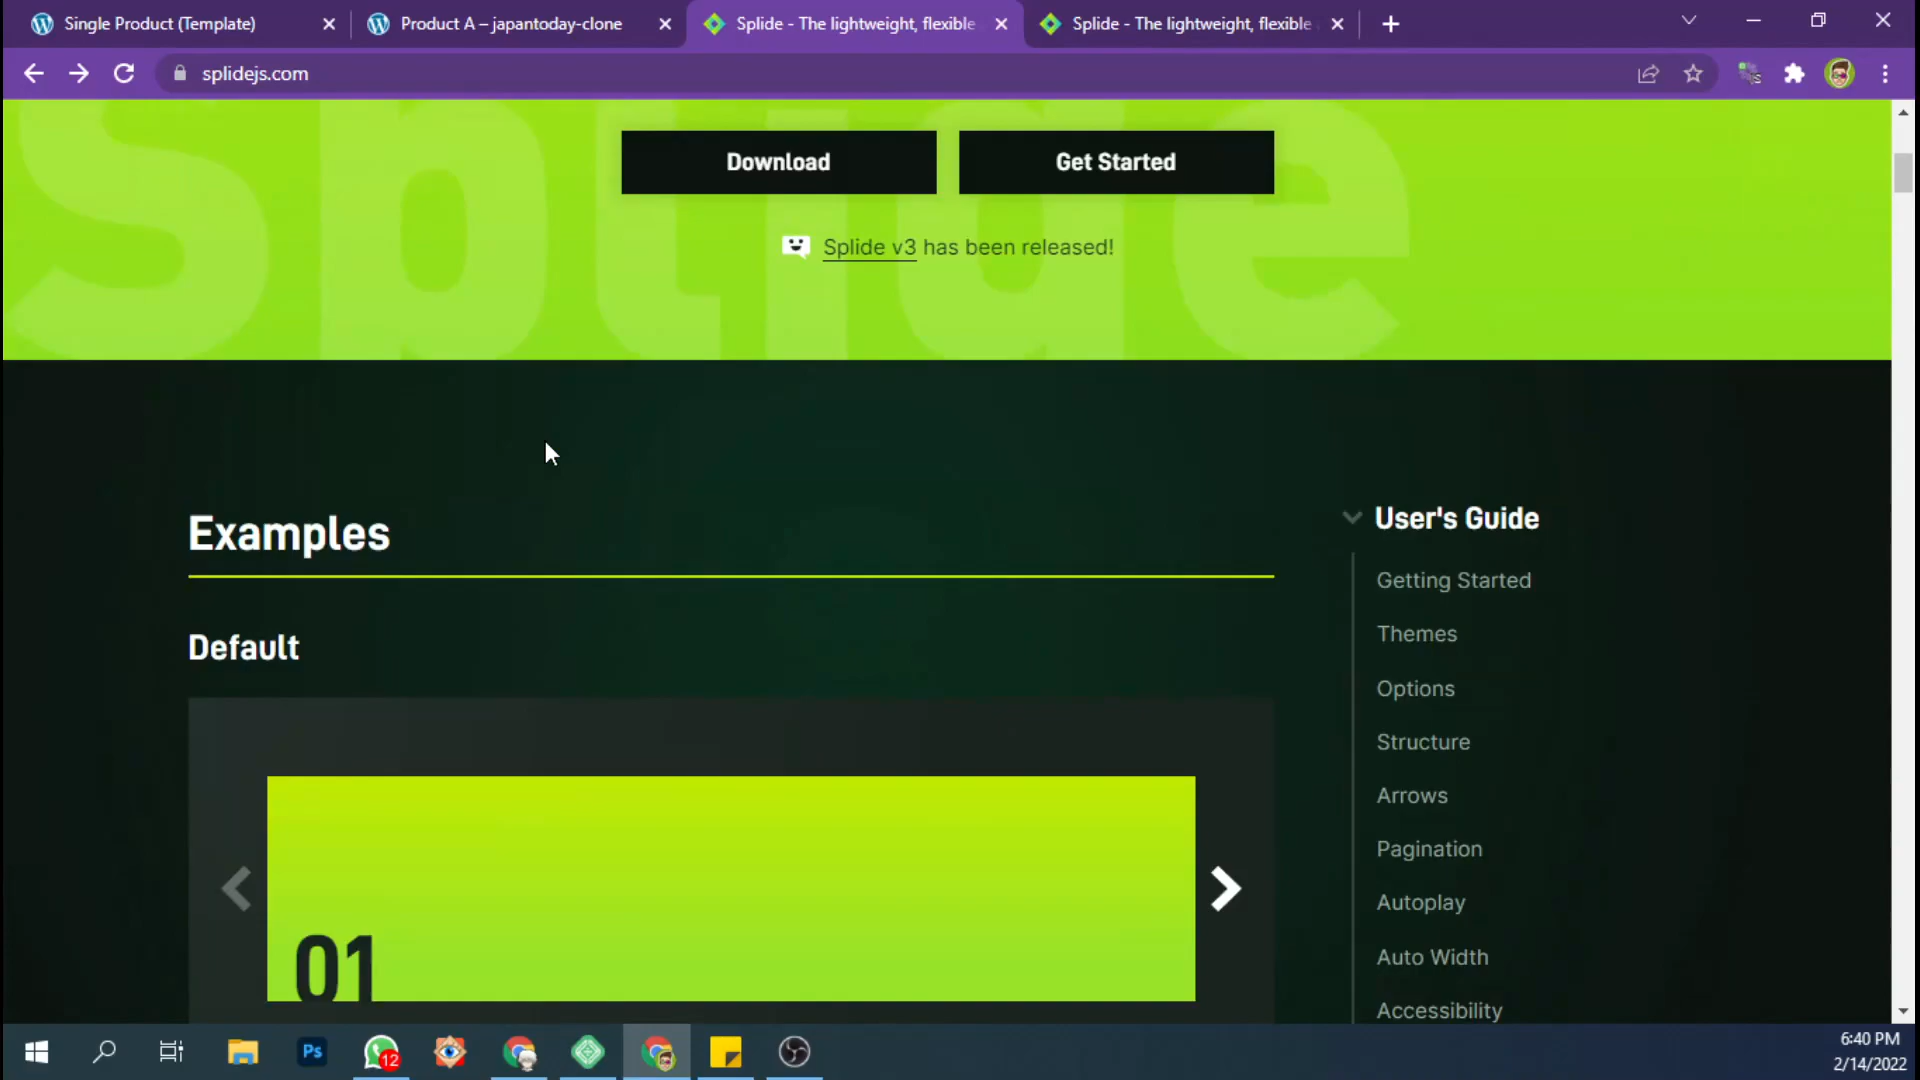 Single Product (Template)
Product A – japantoday-clone
Splide - The lightweight, flexible
Splide - The lightweight, flexible
splidejs.com
Splide
Download
Get Started
Splide v3 has been released!
Examples
Default
01
User's Guide
Getting Started
Themes
Options
Structure
Arrows
Pagination
Autoplay
Auto Width
Accessibility
Ps
12
6:40 PM
2/14/2022